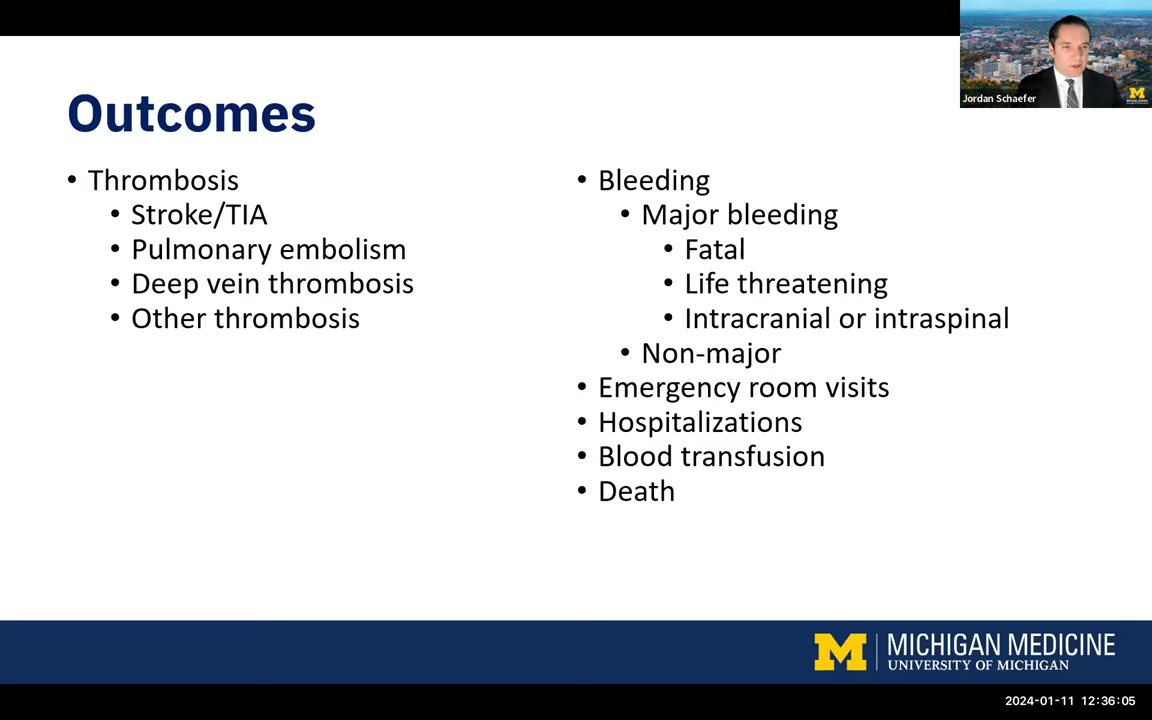 Jordan Schaefer
Outcomes
• Thrombosis
• Stroke/TIA
• Pulmonary embolism
• Deep vein thrombosis
• Other thrombosis
• Bleeding
• Major bleeding
• Fatal
• Life threatening
• Intracranial or intraspinal
• Non-major
• Emergency room visits
• Hospitalizations
• Blood transfusion
• Death
M | MICHIGAN MEDICINE
UNIVERSITY OF MICHIGAN
2024-01-11 12:36:05